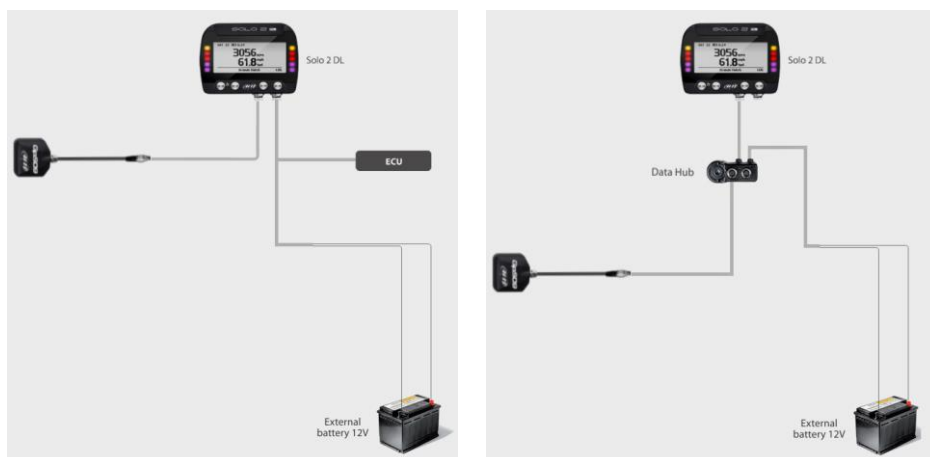 SOLO 2 DL
3056
61.8
Solo 2 DL
ECU
External
battery 12V
SOLO 2 DL
3056
61.8
Solo 2 DL
Data Hub
External
battery 12V